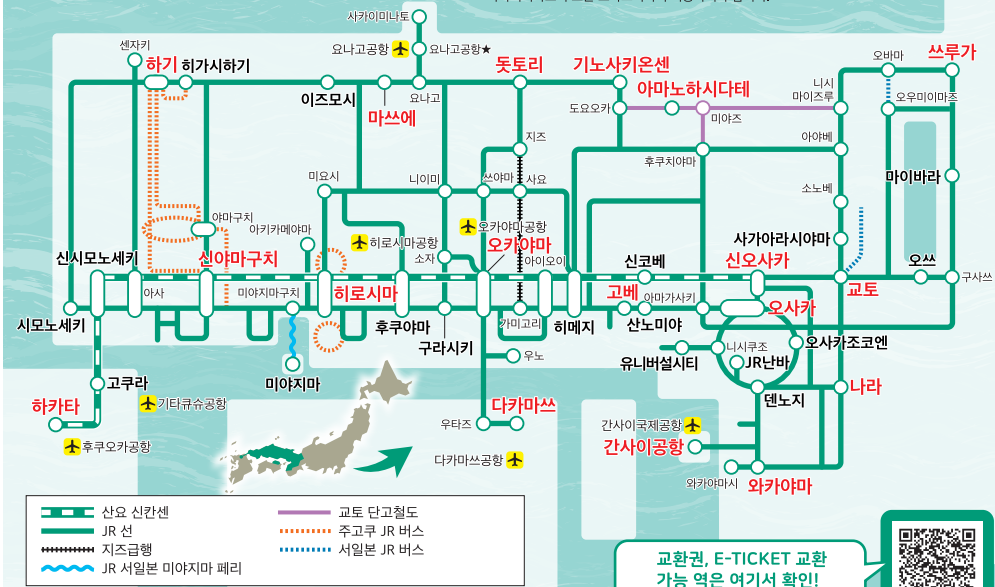 사카이미나토
센자키
요나고공항
요나고공항★
하기
히가시하기
돗토리
기노사키온센
오바마
쓰루가
이즈모시
마쓰에
요나고
아마노하시다테
도요오카
미야즈
니시
마이즈루
오우미이마즈
지즈
후쿠치야마
아야베
미요시
니이미
쓰야마
사요
소노베
마이바라
야마구치
아키카메야마
히로시마공항
오카야마공항
오카야마
소자
아이오이
사가아라시야마
신시모노세키
신야마구치
신코베
신오사카
오쓰
구사쓰
아사
미야지마구치
히로시마
고베
아마가사키
교토
시모노세키
후쿠야마
구라시키
가미고리
히메지
산노미야
오사카
미야지마
우노
유니버설시티
니시쿠조
JR난바
오사카조코엔
고쿠라
기타큐슈공항
하카타
후쿠오카공항
다카마쓰
우타즈
다카마쓰공항
덴노지
나라
간사이국제공항
간사이공항
와카야마시
와카야마
산요 신칸센
JR 선
지즈급행
JR 서일본 미야지마 페리
교토 단고철도
주고쿠 JR 버스
서일본 JR 버스
교환권, E-TICKET 교환
가능 역은 여기서 확인!